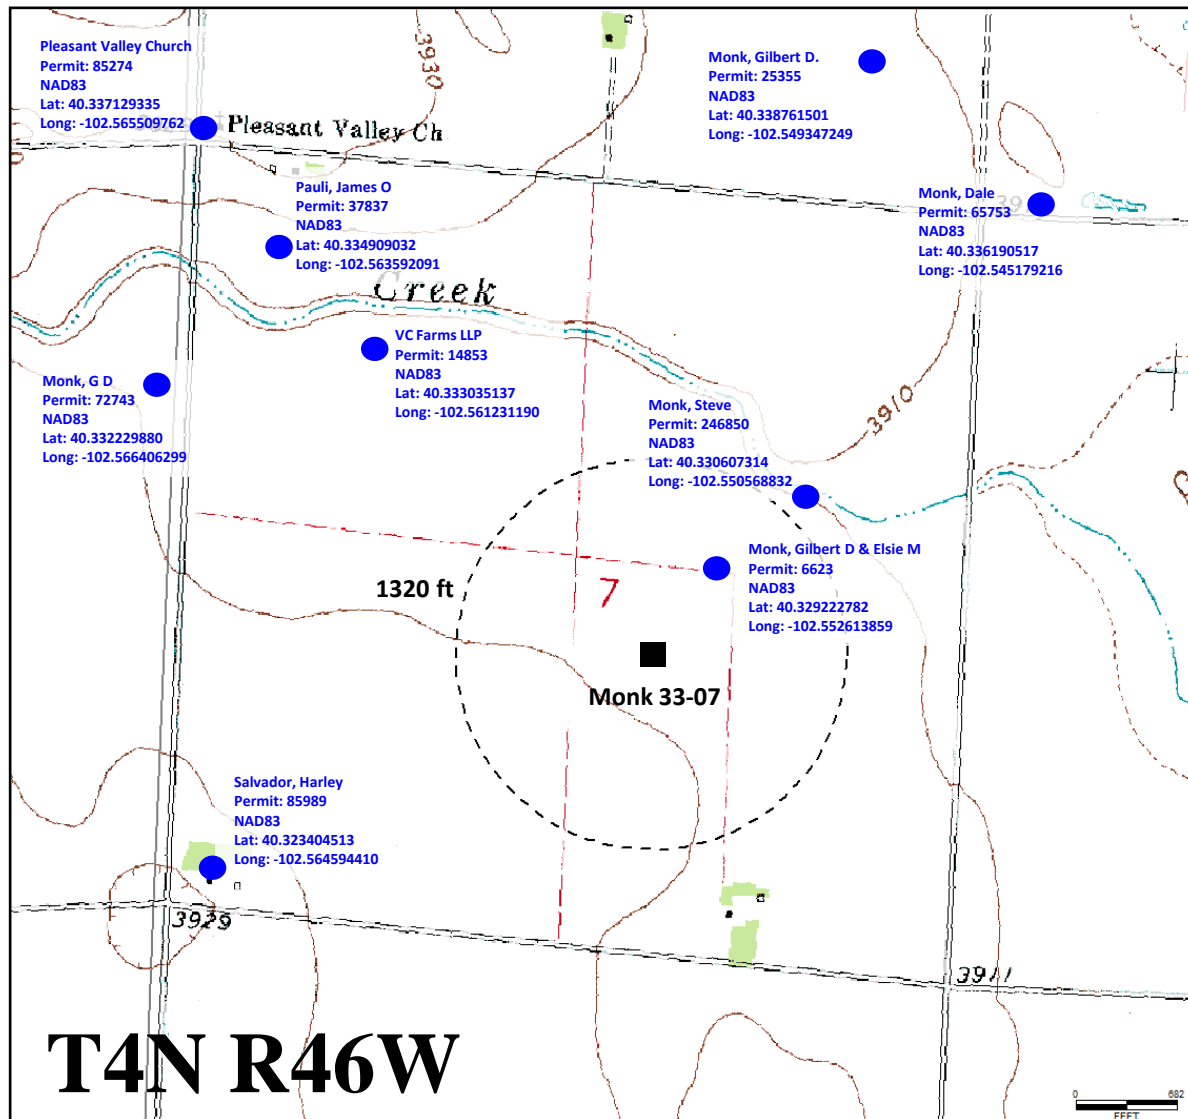 Pleasant Valley Church
Permit: 85274
NAD83
Lat: 40.337129335
Long: -102.565509762
Pleasant Valley Ch
3930
Monk, Gilbert D.
Permit: 25355
NAD83
Lat: 40.338761501
Long: -102.549347249
Pauli, James O
Permit: 37837
NAD83
Lat: 40.334909032
Long: -102.563592091
Monk, Dale
Permit: 65753
NAD83
Lat: 40.336190517
Long: -102.545179216
Creek
VC Farms LLP
Permit: 14853
NAD83
Lat: 40.333035137
Long: -102.561231190
Monk, G D
Permit: 72743
NAD83
Lat: 40.332229880
Long: -102.566406299
3910
Monk, Steve
Permit: 246850
NAD83
Lat: 40.330607314
Long: -102.550568832
Monk, Gilbert D & Elsie M
Permit: 6623
NAD83
Lat: 40.329222782
Long: -102.552613859
1320 ft
7
Monk 33-07
Salvador, Harley
Permit: 85989
NAD83
Lat: 40.323404513
Long: -102.564594410
3929
3911
T4N R46W
0 682
FEET